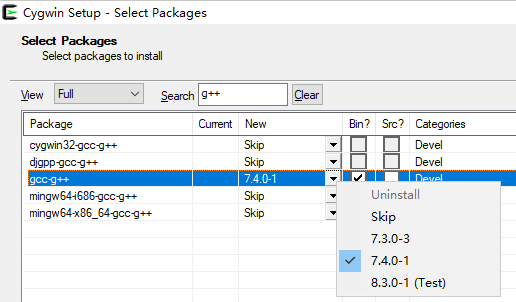 Cygwin Setup - Select Packages
Select Packages
Select packages to install
View Full Search g++ Clear
Package Current New Bin? Src? Categories
cygwin32-gcc-g++ Skip Devel
djgpp-gcc-g++ Skip Devel
gcc-g++ 7.4.0-1 Devel
mingw64-i686-gcc-g++ Skip
mingw64-x86_64-gcc-g++ Skip
Uninstall
Skip
7.3.0-3
7.4.0-1
8.3.0-1 (Test)